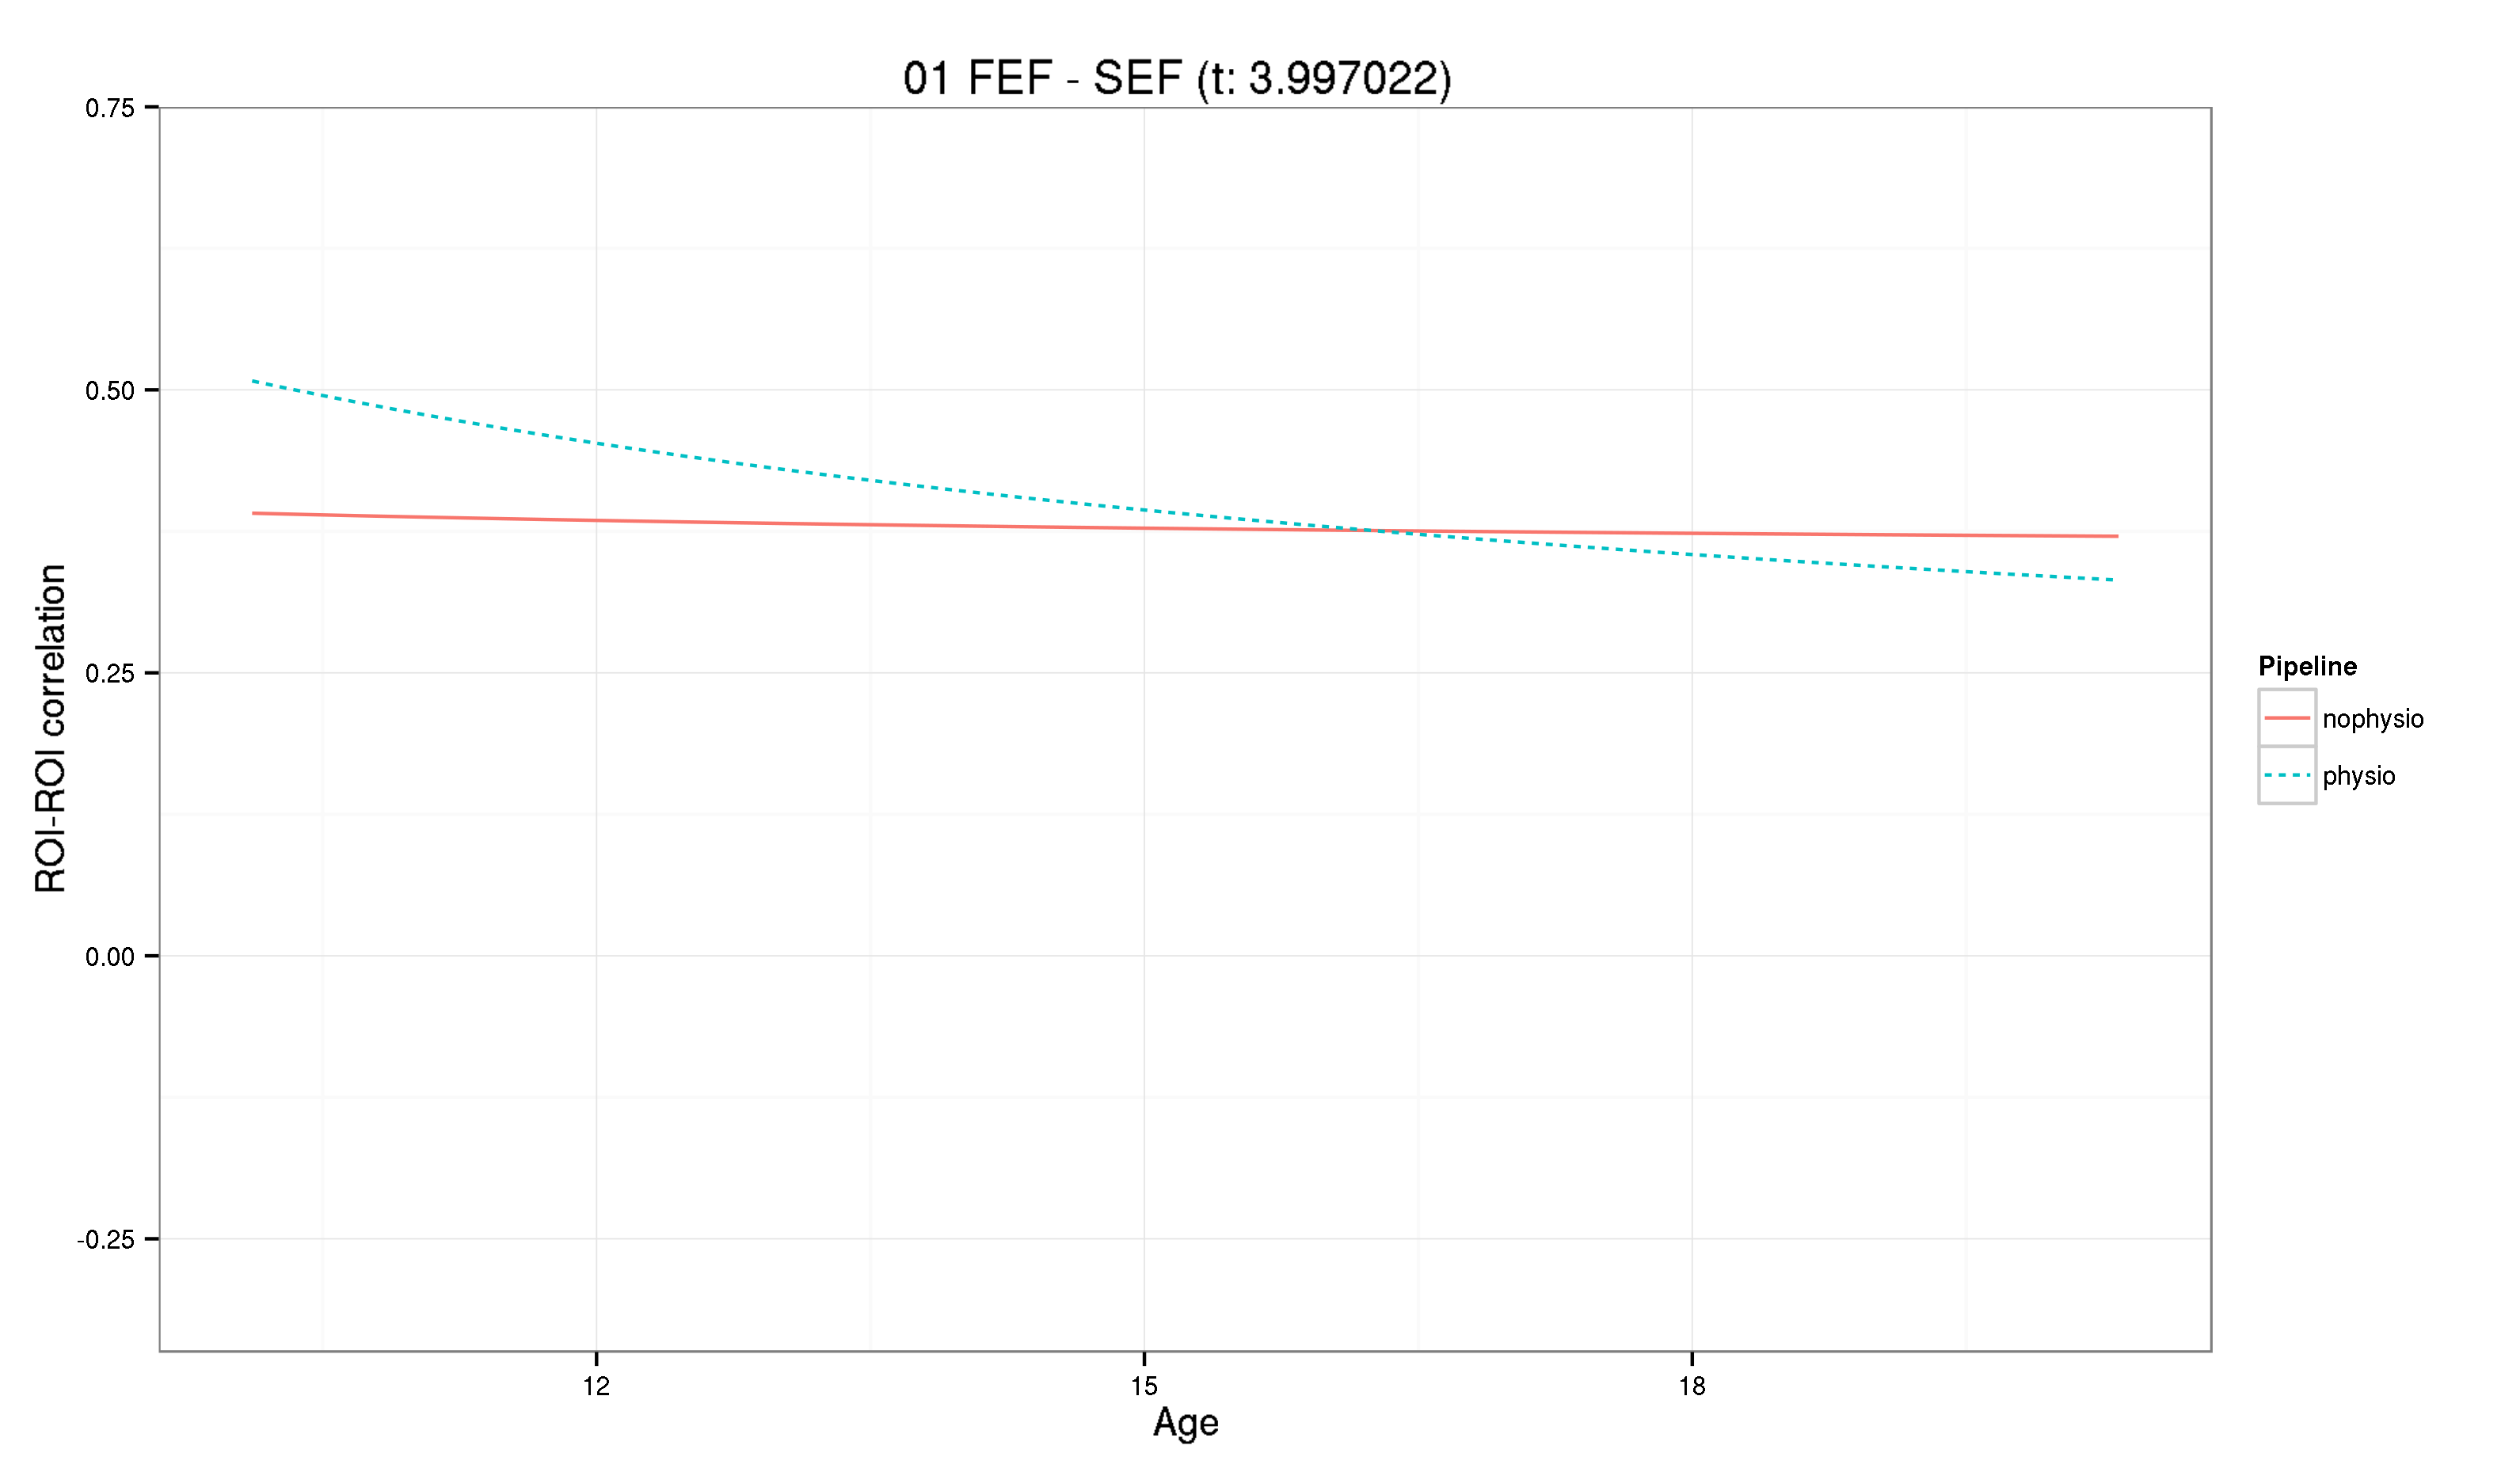 01 FEF - SEF (t: 3.997022)
0.75
0.50
0.25
0.00
-0.25
ROI-ROI correlation
12
15
18
Age
Pipeline
nophysio
physio